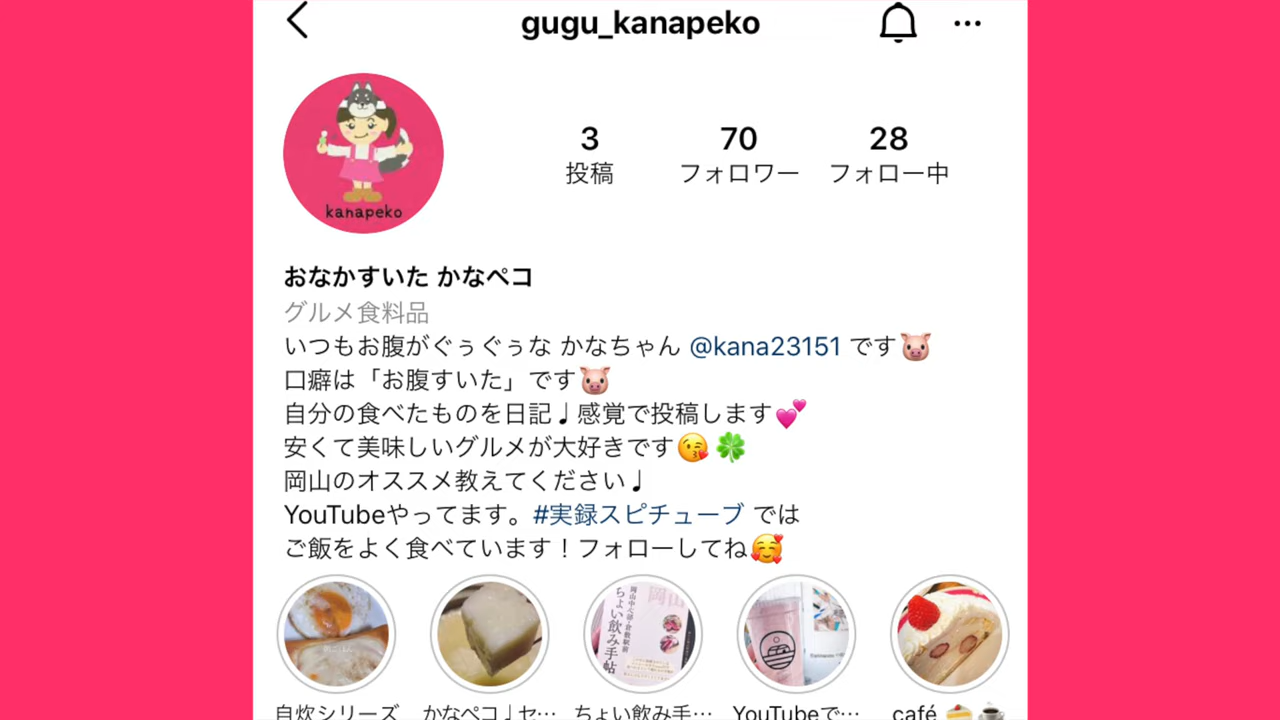 gugu_kanapeko
3 70 28
投稿 フォロワー フォロー中
kanapeko
おなかすいた かなペコ
グルメ食料品
いつもお腹がぐぅぐぅな かなちゃん @kana23151 です🐷
口癖は「お腹すいた」です🐷
自分の食べたものを日記♩感覚で投稿します💕
安くて美味しいグルメが大好きです😘🍀
岡山のオススメ教えてください♩
YouTubeやってます。#実録スピチューブ では
ご飯をよく食べています！フォローしてね🥰
岡山
ちょい飲み手帖
自炊シリーズ かなペコ♩セ… ちょい飲み手… YouTubeで… café 🍰☕